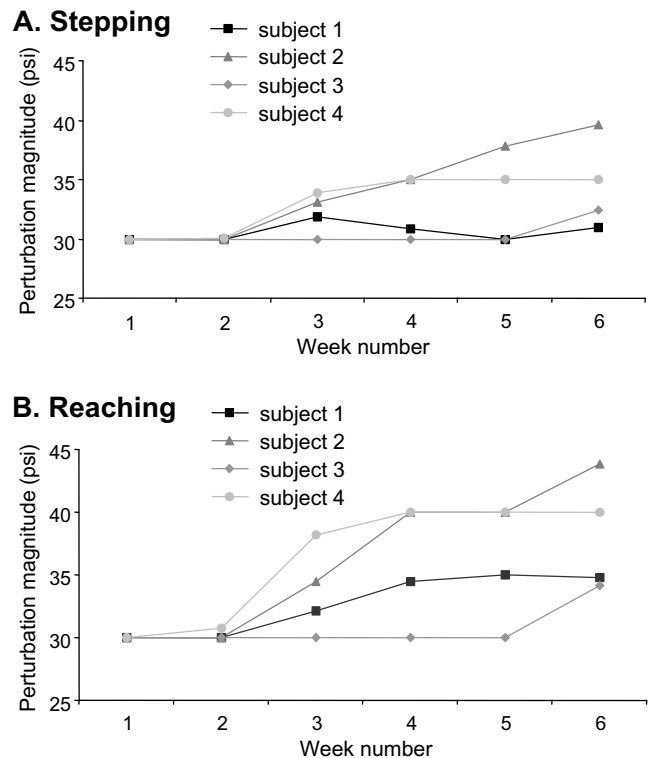 A. Stepping
subject 1
subject 2
subject 3
subject 4
Perturbation magnitude (psi)
45
40
35
30
25
1 2 3 4 5 6
Week number
B. Reaching
subject 1
subject 2
subject 3
subject 4
Perturbation magnitude (psi)
45
40
35
30
25
1 2 3 4 5 6
Week number